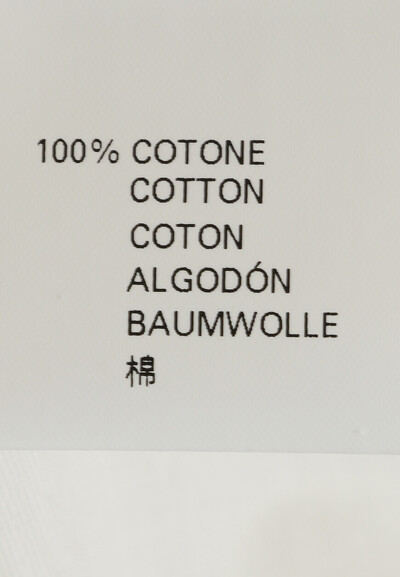 100% COTONE
COTTON
COTON
ALGODÓN
BAUMWOLLE
棉